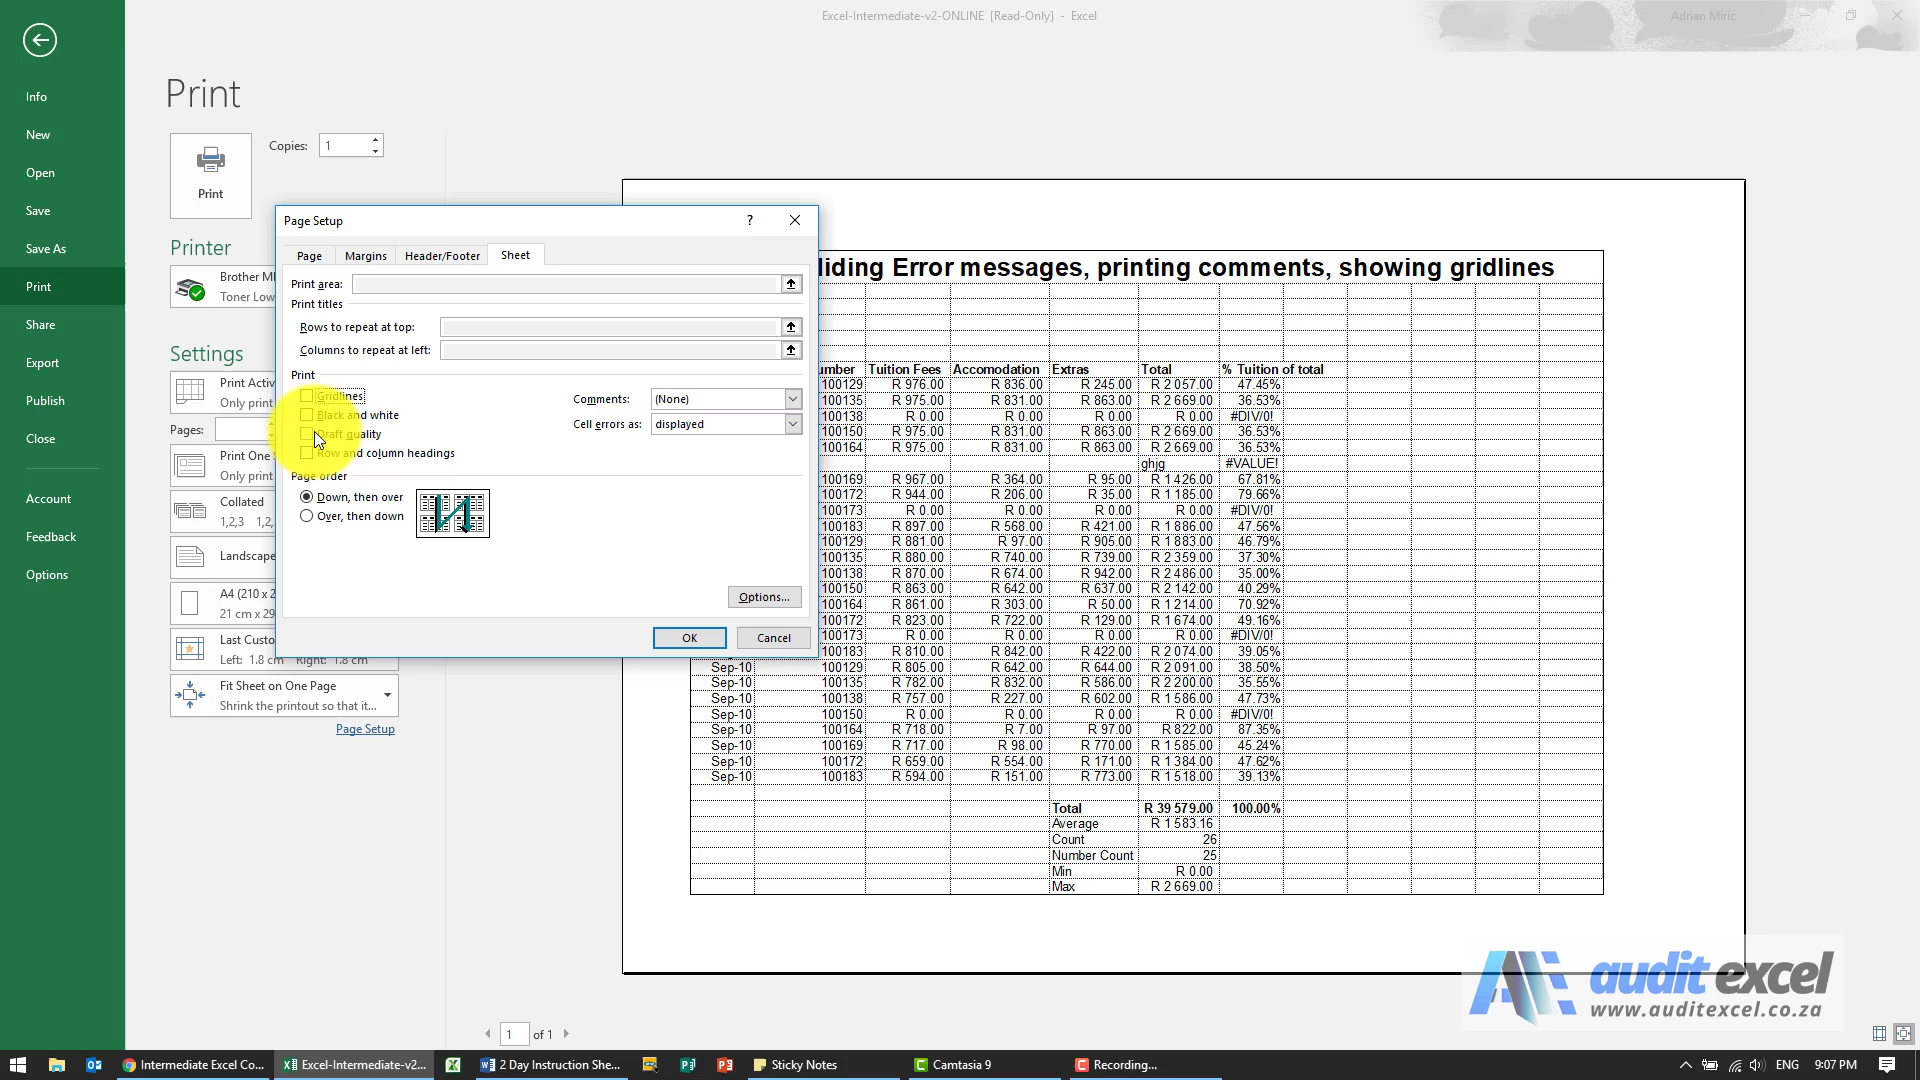 Excel-Intermediate-v2-ONLINE [Read-Only] - Excel
Adrian Miric
Info
New
Open
Save
Save As
Print
Share
Export
Publish
Close
Account
Feedback
Options
Print
Print
Copies: 1
Printer
Brother M
Toner Low
Settings
Print Activ
Only print
Pages:
Print One S
Only print
Collated
1,2,3 1,2,
Landscape
A4 (210 x 2
21 cm x 29
Last Custo
Left: 1.8 cm Right: 1.8 cm
Fit Sheet on One Page
Shrink the printout so that it...
Page Setup
Page Setup
?
Page Margins Header/Footer Sheet
Print area:
Print titles
Rows to repeat at top:
Columns to repeat at left:
Print
Gridlines
Black and white
Draft quality
Row and column headings
Comments: (None)
Cell errors as: displayed
Page order
Down, then over
Over, then down
Options...
OK Cancel
iding Error messages, printing comments, showing gridlines
umber Tuition Fees Accomodation Extras Total % Tuition of total
100129 R 976.00 R 836.00 R 245.00 R 2 057.00 47.45%
100135 R 975.00 R 831.00 R 863.00 R 2 669.00 36.53%
100138 R 0.00 R 0.00 R 0.00 R 0.00 #DIV/0!
100150 R 975.00 R 831.00 R 863.00 R 2 669.00 36.53%
100164 R 975.00 R 831.00 R 863.00 R 2 669.00 36.53%
ghjg #VALUE!
100169 R 967.00 R 364.00 R 95.00 R 1 426.00 67.81%
100172 R 944.00 R 206.00 R 35.00 R 1 185.00 79.66%
100173 R 0.00 R 0.00 R 0.00 R 0.00 #DIV/0!
100183 R 897.00 R 568.00 R 421.00 R 1 886.00 47.56%
100129 R 881.00 R 97.00 R 905.00 R 1 883.00 46.79%
100135 R 880.00 R 740.00 R 739.00 R 2 359.00 37.30%
100138 R 870.00 R 674.00 R 942.00 R 2 486.00 35.00%
100150 R 863.00 R 642.00 R 637.00 R 2 142.00 40.29%
100164 R 861.00 R 303.00 R 50.00 R 1 214.00 70.92%
100172 R 823.00 R 722.00 R 129.00 R 1 674.00 49.16%
100173 R 0.00 R 0.00 R 0.00 R 0.00 #DIV/0!
100183 R 810.00 R 842.00 R 422.00 R 2 074.00 39.05%
Sep-10 100129 R 805.00 R 642.00 R 644.00 R 2 091.00 38.50%
Sep-10 100135 R 782.00 R 832.00 R 586.00 R 2 200.00 35.55%
Sep-10 100138 R 757.00 R 227.00 R 602.00 R 1 586.00 47.73%
Sep-10 100150 R 0.00 R 0.00 R 0.00 R 0.00 #DIV/0!
Sep-10 100164 R 718.00 R 7.00 R 97.00 R 822.00 87.35%
Sep-10 100169 R 717.00 R 98.00 R 770.00 R 1 585.00 45.24%
Sep-10 100172 R 659.00 R 554.00 R 171.00 R 1 384.00 47.62%
Sep-10 100183 R 594.00 R 151.00 R 773.00 R 1 518.00 39.13%
Total R 39 579.00 100.00%
Average R 1 583.16
Count 26
Number Count 25
Min R 0.00
Max R 2 669.00
audit excel
www.auditexcel.co.za
1 of 1
Intermediate Excel Co...
Excel-Intermediate-v2...
2 Day Instruction She...
Sticky Notes
Camtasia 9
Recording...
ENG
9:07 PM